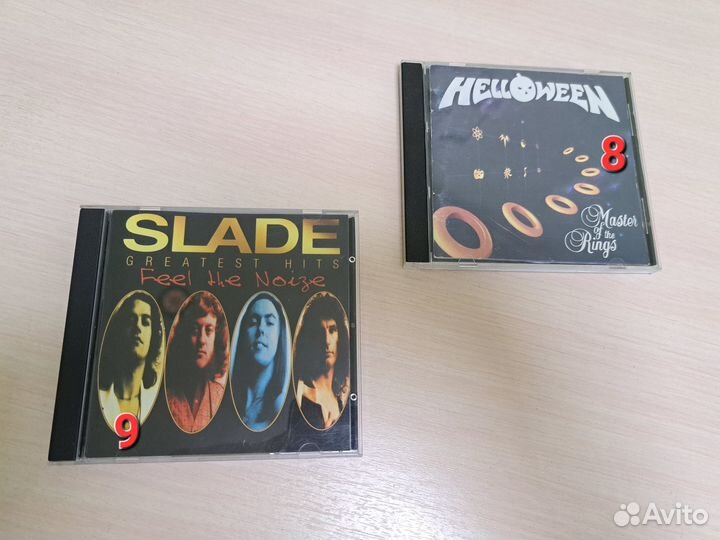 HELLOWEEN
8
Master
of the
Rings
SLADE
GREATEST HITS
Feel the Noize
9
Avito